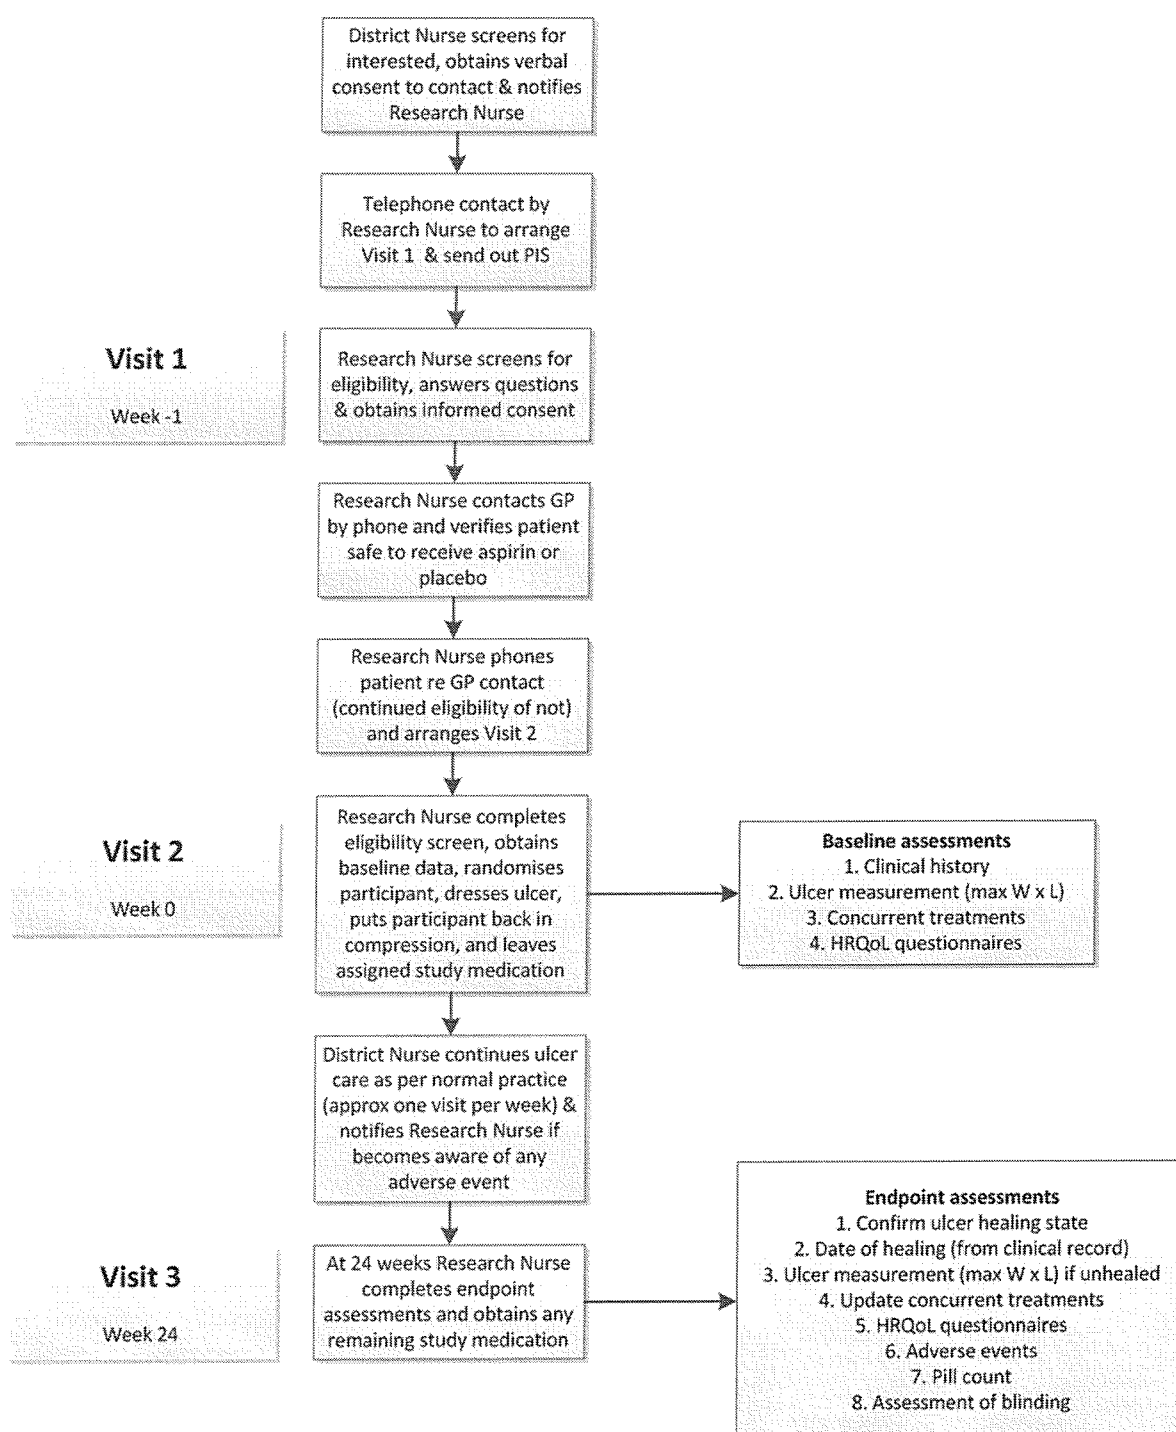 District Nurse screens for
interested, obtains verbal
consent to contact & notifies
Research Nurse
Telephone contact by
Research Nurse to arrange
Visit 1 & send out PIS
Visit 1
Week -1
Research Nurse screens for
eligibility, answers questions
& obtains informed consent
Research Nurse contacts GP
by phone and verifies patient
safe to receive aspirin or
placebo
Research Nurse phones
patient re GP contact
(continued eligibility of not)
and arranges Visit 2
Visit 2
Week 0
Research Nurse completes
eligibility screen, obtains
baseline data, randomises
participant, dresses ulcer,
puts participant back in
compression, and leaves
assigned study medication
Baseline assessments
1. Clinical history
2. Ulcer measurement (max W x L)
3. Concurrent treatments
4. HRQoL questionnaires
District Nurse continues ulcer
care as per normal practice
(approx one visit per week) &
notifies Research Nurse if
becomes aware of any
adverse event
Visit 3
Week 24
At 24 weeks Research Nurse
completes endpoint
assessments and obtains any
remaining study medication
Endpoint assessments
1. Confirm ulcer healing state
2. Date of healing (from clinical record)
3. Ulcer measurement (max W x L) if unhealed
4. Update concurrent treatments
5. HRQoL questionnaires
6. Adverse events
7. Pill count
8. Assessment of blinding